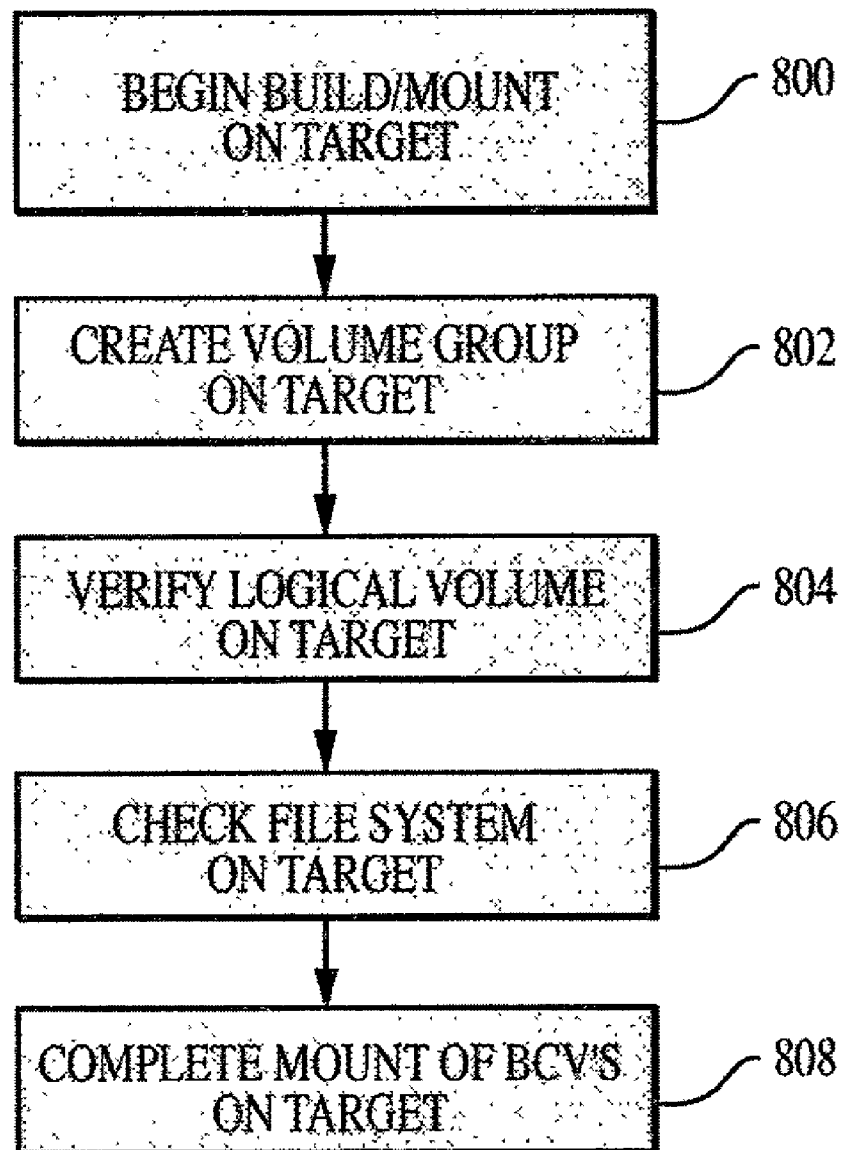 BEGIN BUILD/MOUNT
ON TARGET
800
CREATE VOLUME GROUP
ON TARGET
802
VERIFY LOGICAL VOLUME
ON TARGET
804
CHECK FILE SYSTEM
ON TARGET
806
COMPLETE MOUNT OF BCV'S
ON TARGET
808